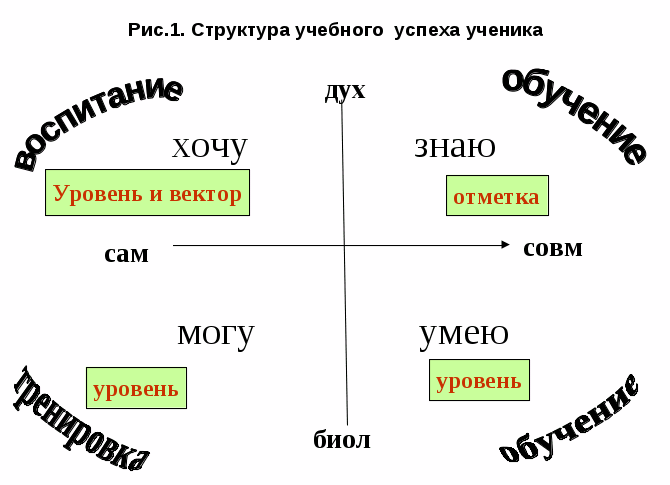 Рис.1. Структура учебного успеха ученика
воспитание
дух
обучение
хочу
знаю
Уровень и вектор
отметка
сам
совм
могу
умею
уровень
уровень
тренировка
биол
обучение